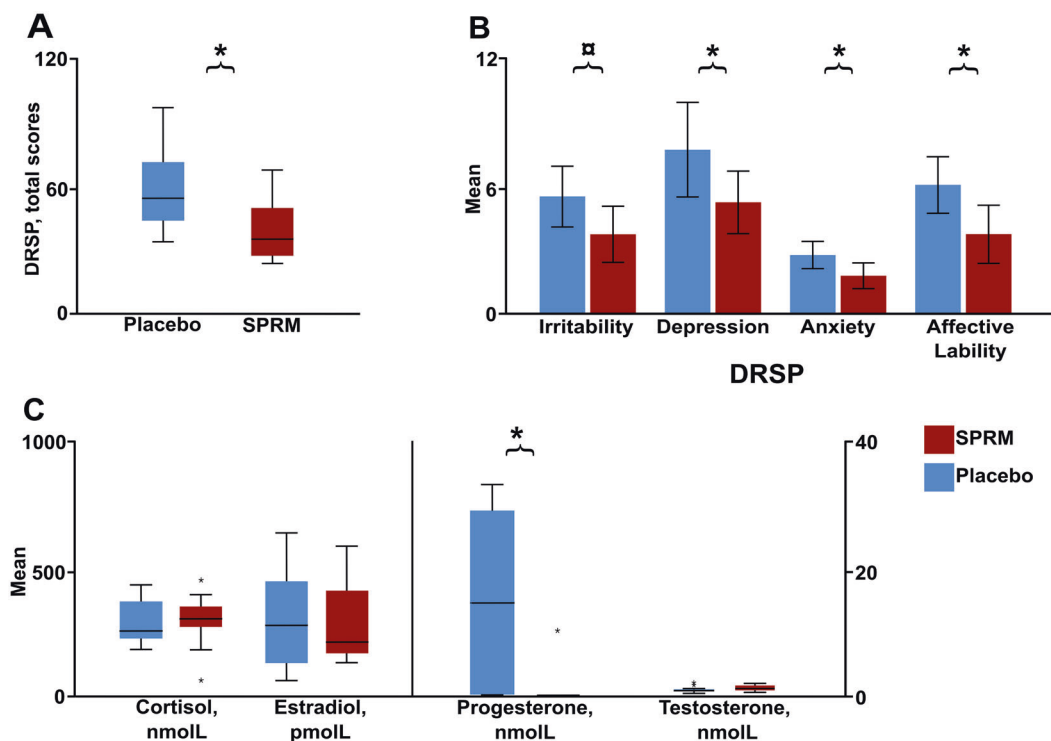 A
*
120
60
0
DRSP, total scores
Placebo
SPRM
B
¤
*
*
*
12
6
0
Mean
Irritability
Depression
Anxiety
Affective
Lability
DRSP
C
1000
500
0
Mean
*
*
*
*
*
40
20
0
Cortisol,
nmolL
Estradiol,
pmolL
Progesterone,
nmolL
Testosterone,
nmolL
SPRM
Placebo